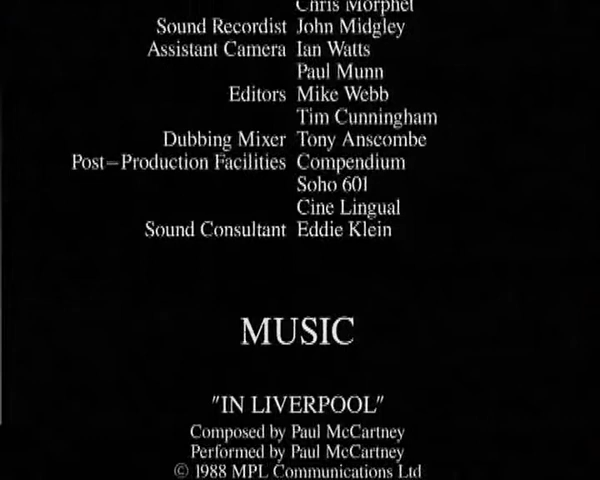 Chris Morphet
Sound Recordist John Midgley
Assistant Camera Ian Watts
Paul Munn
Editors Mike Webb
Tim Cunningham
Dubbing Mixer Tony Anscombe
Post-Production Facilities Compendium
Soho 601
Cine Lingual
Sound Consultant Eddie Klein
MUSIC
"IN LIVERPOOL"
Composed by Paul McCartney
Performed by Paul McCartney
© 1988 MPL Communications Ltd